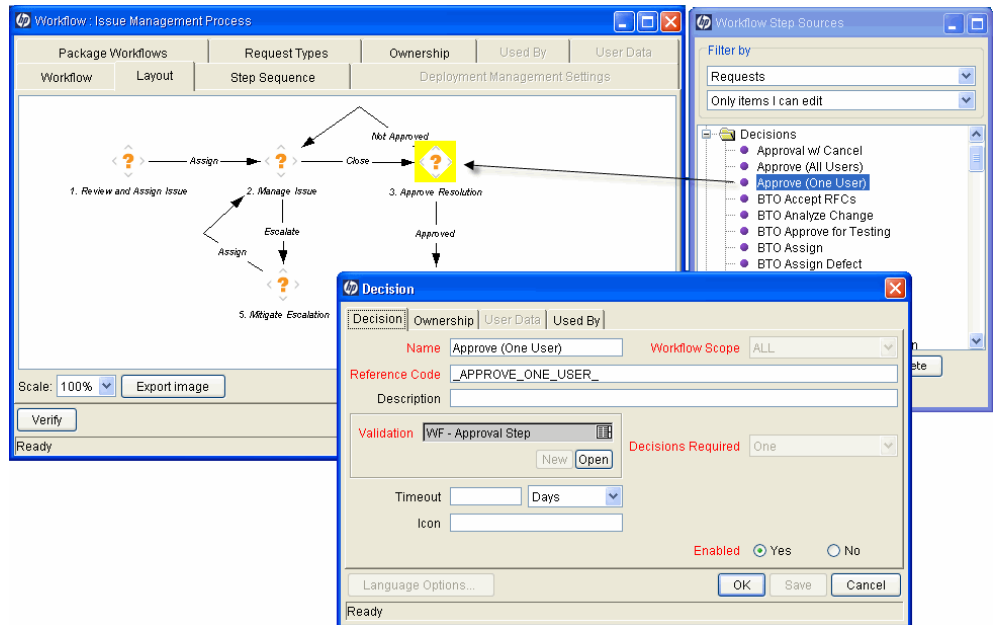 Workflow : Issue Management Process
Package Workflows Request Types Ownership Used By User Data
Workflow Layout Step Sequence Deployment Management Settings
Not Approved
Assign Close
1. Review and Assign Issue 2. Manage Issue 3. Approve Resolution
Escalate Approved
Assign
5. Mitigate Escalation
Scale: 100% Export image
Verify
Ready
Workflow Step Sources
Filter by
Requests
Only items I can edit
Decisions
Approval w/ Cancel
Approve (All Users)
Approve (One User)
BTO Accept RFCs
BTO Analyze Change
BTO Approve for Testing
BTO Assign
BTO Assign Defect
Decision
Decision Ownership User Data Used By
Name Approve (One User) Workflow Scope ALL
Reference Code _APPROVE_ONE_USER_
Description
Validation WF - Approval Step
New Open
Decisions Required One
Timeout Days
Icon
Enabled Yes No
Language Options... OK Save Cancel
Ready